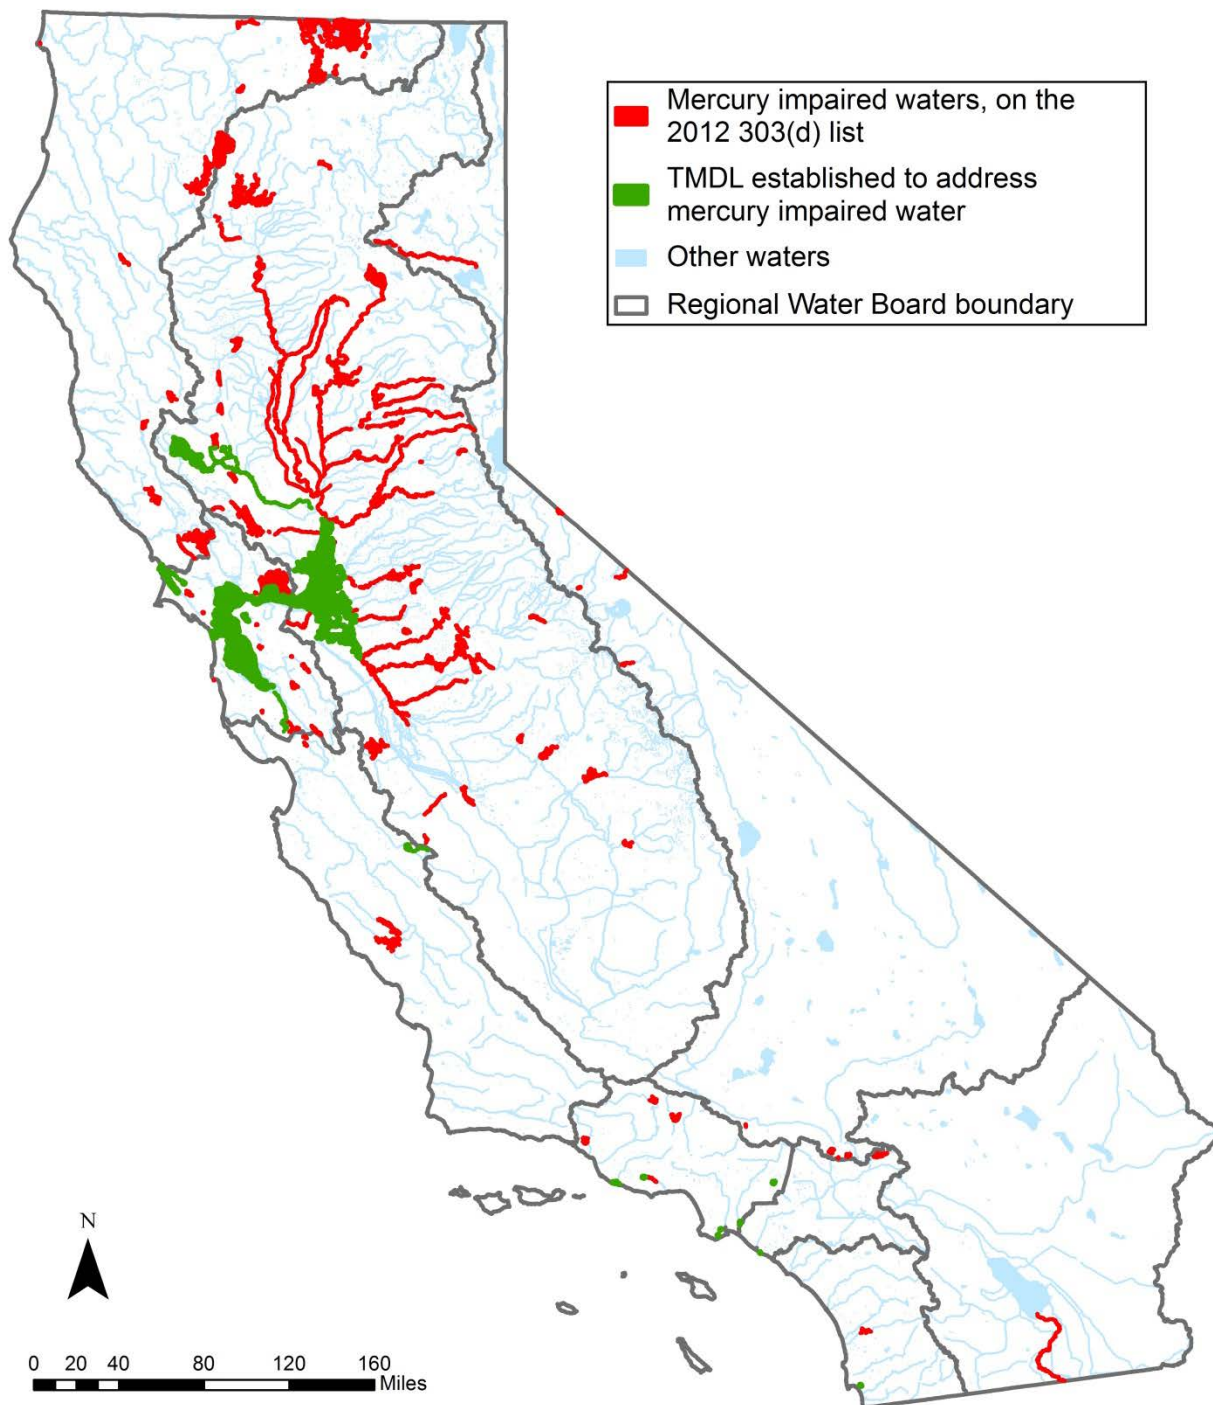 Mercury impaired waters, on the
2012 303(d) list
TMDL established to address
mercury impaired water
Other waters
Regional Water Board boundary
N
0 20 40 80 120 160
Miles